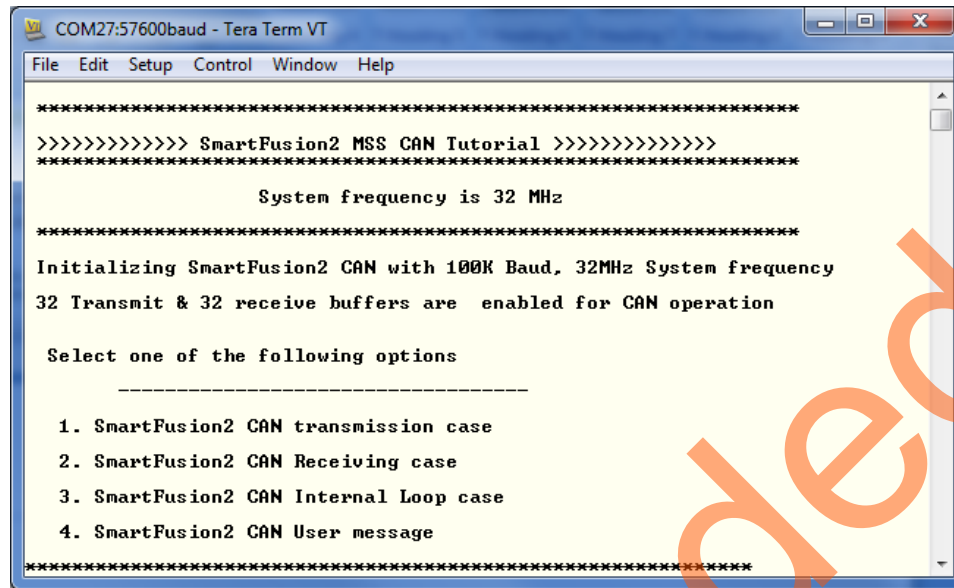 COM27:57600baud - Tera Term VT
File Edit Setup Control Window Help
*****************************************************************
>>>>>>>>>>>>> SmartFusion2 MSS CAN Tutorial >>>>>>>>>>>>>>
*****************************************************************
System frequency is 32 MHz
*****************************************************************
Initializing SmartFusion2 CAN with 100K Baud, 32MHz System frequency
32 Transmit & 32 receive buffers are  enabled for CAN operation
Select one of the following options
-----------------------------------
1. SmartFusion2 CAN transmission case
2. SmartFusion2 CAN Receiving case
3. SmartFusion2 CAN Internal Loop case
4. SmartFusion2 CAN User message
**************************************************************
ded